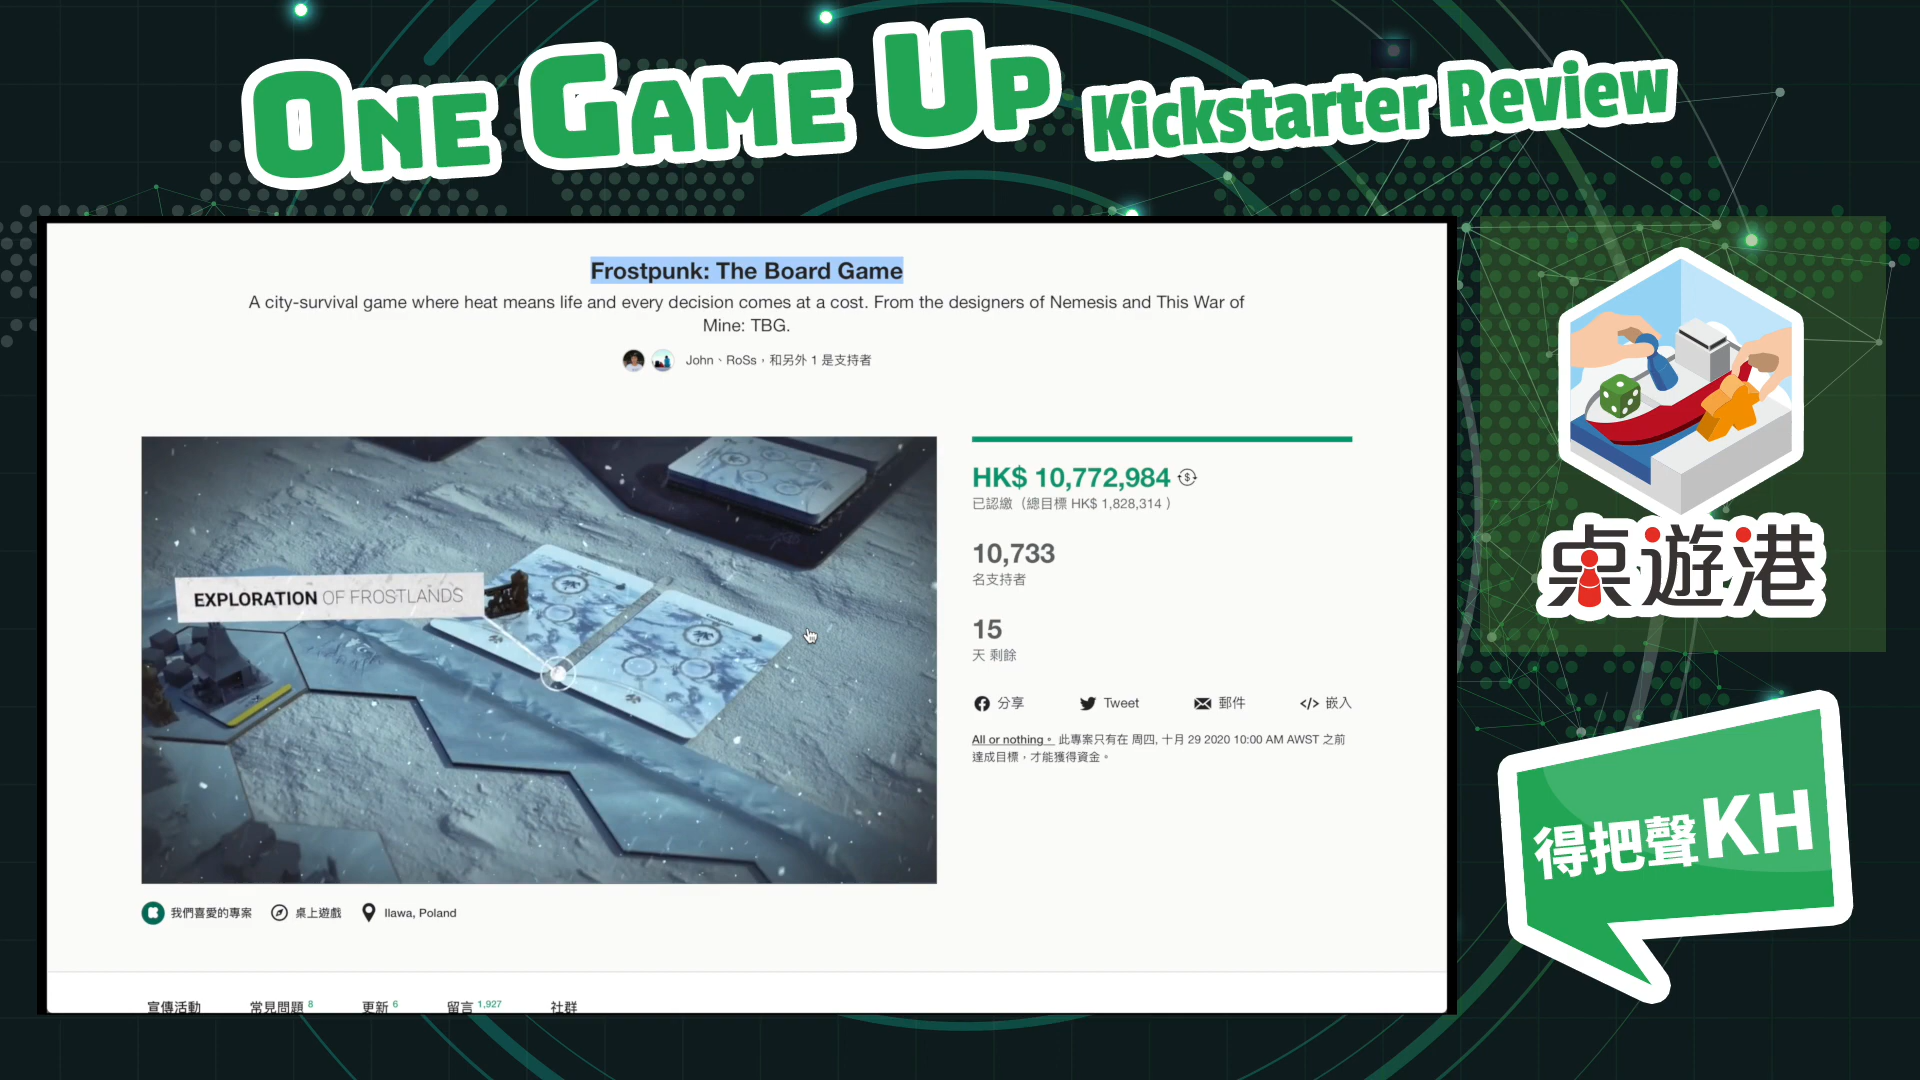 ONE GAME UP Kickstarter Review
Frostpunk: The Board Game
A city-survival game where heat means life and every decision comes at a cost. From the designers of Nemesis and This War of
Mine: TBG.
John、RoSs，和另外 1 是支持者
EXPLORATION OF FROSTLANDS
HK$ 10,772,984
已認繳（總目標 HK$ 1,828,314 ）
10,733
名支持者
15
天 剩餘
分享
Tweet
郵件
</> 嵌入
All or nothing。 此專案只有在 周四, 十月 29 2020 10:00 AM AWST 之前
達成目標，才能獲得資金。
我們喜愛的專案
桌上遊戲
Ilawa, Poland
宣傳活動
常見問題 8
更新 6
留言 1,927
社群
桌遊港
得把聲KH